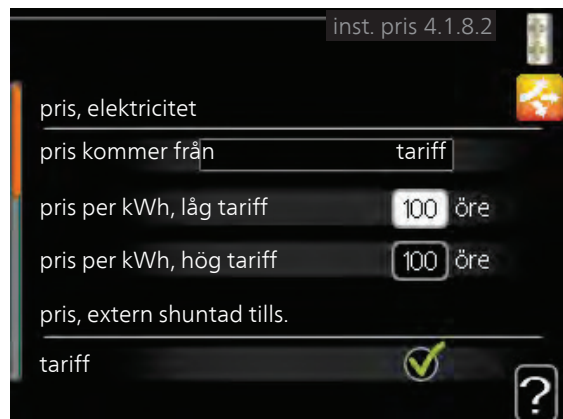 inst. pris 4.1.8.2
pris, elektricitet
pris kommer från tariff
pris per kWh, låg tariff 100 öre
pris per kWh, hög tariff 100 öre
pris, extern shuntad tills.
tariff
?